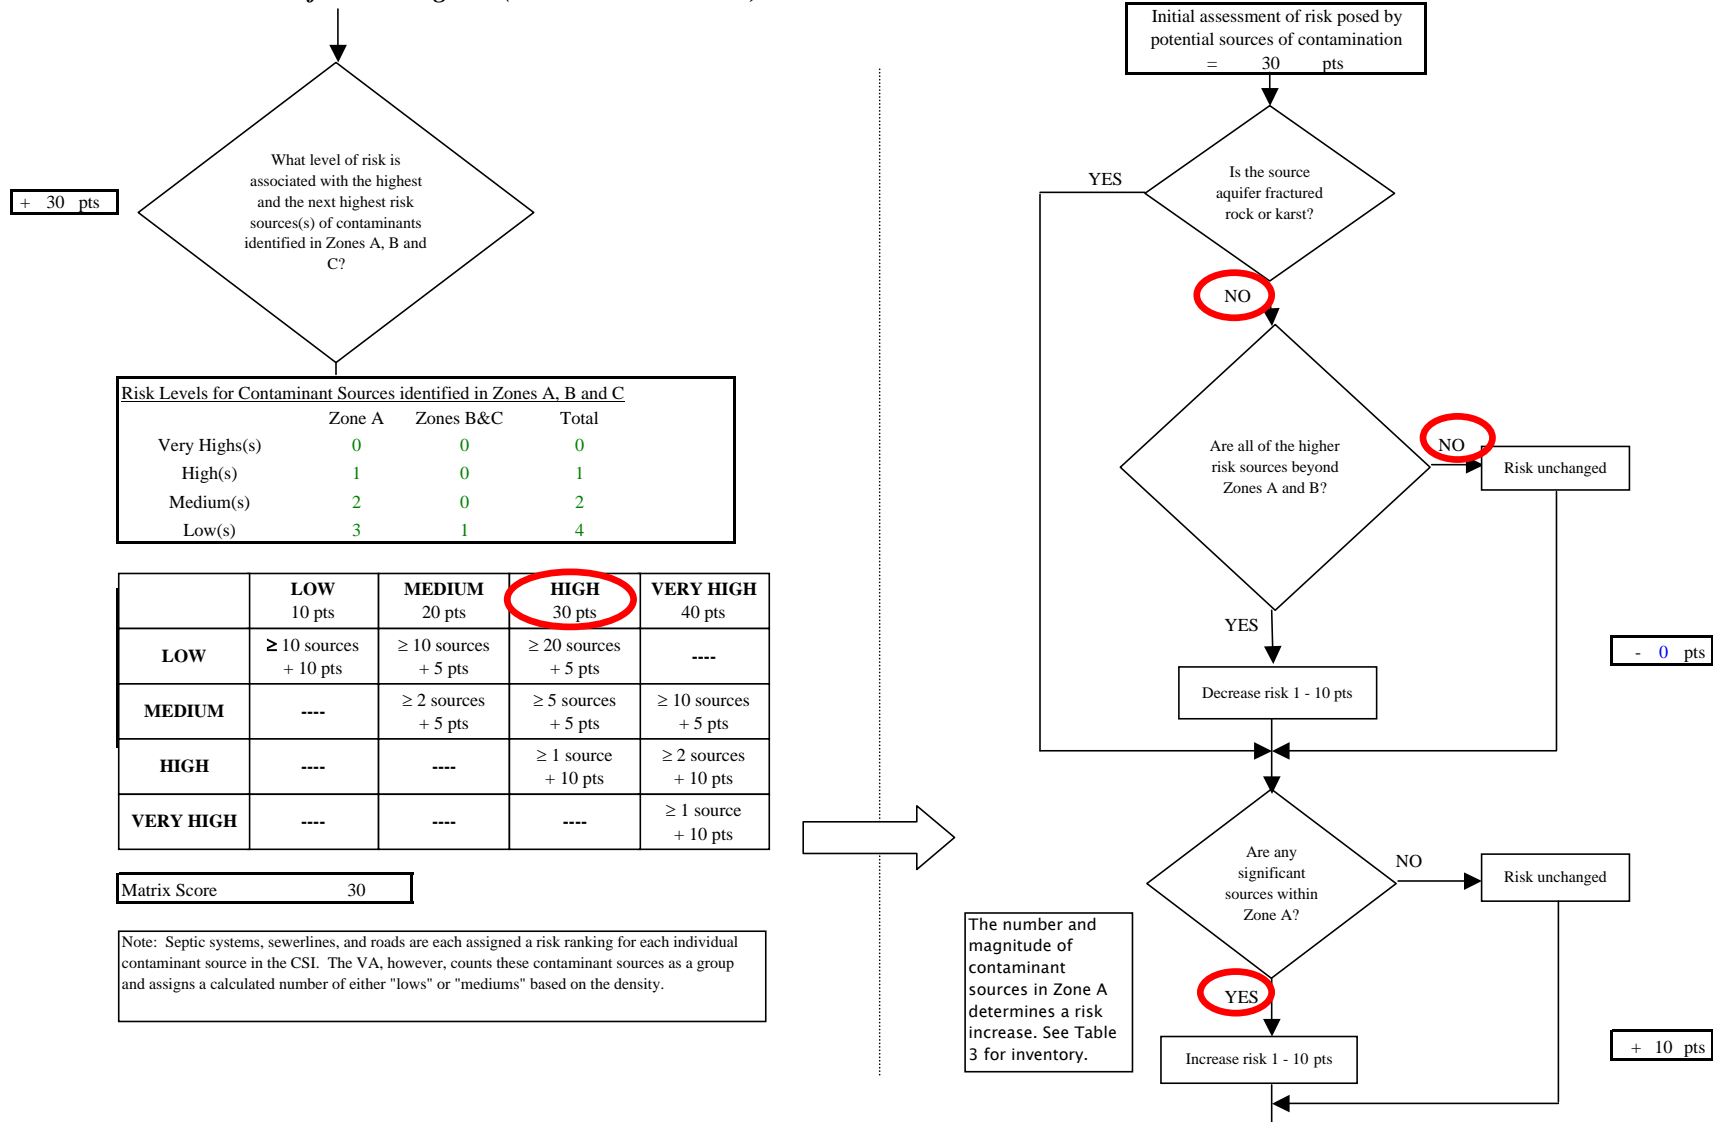 What level of risk is
associated with the highest
and the next highest risk
sources(s) of contaminants
identified in Zones A, B and
C?
+ 30 pts
Risk Levels for Contaminant Sources identified in Zones A, B and C
Zone A Zones B&C Total
Very Highs(s) 0 0 0
High(s) 1 0 1
Medium(s) 2 0 2
Low(s) 3 1 4
LOW MEDIUM HIGH VERY HIGH
10 pts 20 pts 30 pts 40 pts
LOW ≥ 10 sources ≥ 10 sources ≥ 20 sources ----
+ 10 pts + 5 pts + 5 pts
MEDIUM ---- ≥ 2 sources ≥ 5 sources ≥ 10 sources
+ 5 pts + 5 pts + 5 pts
HIGH ---- ---- ≥ 1 source ≥ 2 sources
+ 10 pts + 10 pts
VERY HIGH ---- ---- ---- ≥ 1 source
+ 10 pts
Matrix Score 30
Note: Septic systems, sewerlines, and roads are each assigned a risk ranking for each individual
contaminant source in the CSI. The VA, however, counts these contaminant sources as a group
and assigns a calculated number of either "lows" or "mediums" based on the density.
Initial assessment of risk posed by
potential sources of contamination
= 30 pts
Is the source
aquifer fractured
rock or karst?
YES
NO
Are all of the higher
risk sources beyond
Zones A and B?
NO
Risk unchanged
YES
- 0 pts
Decrease risk 1 - 10 pts
Are any
significant
sources within
Zone A?
NO
Risk unchanged
The number and
magnitude of
contaminant
sources in Zone A
determines a risk
increase. See Table
3 for inventory.
YES
Increase risk 1 - 10 pts
+ 10 pts